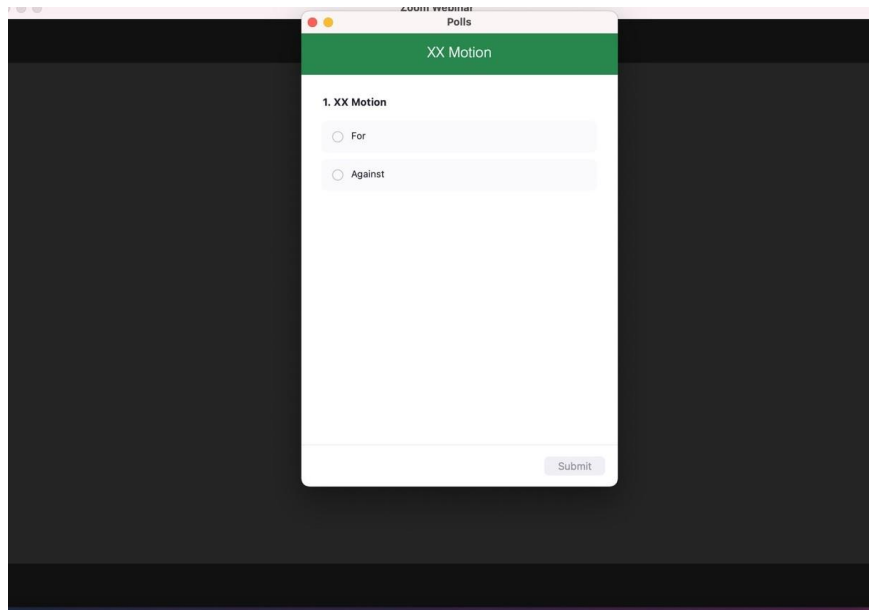 Zoom Webinar
Polls
XX Motion
1. XX Motion
For
Against
Submit